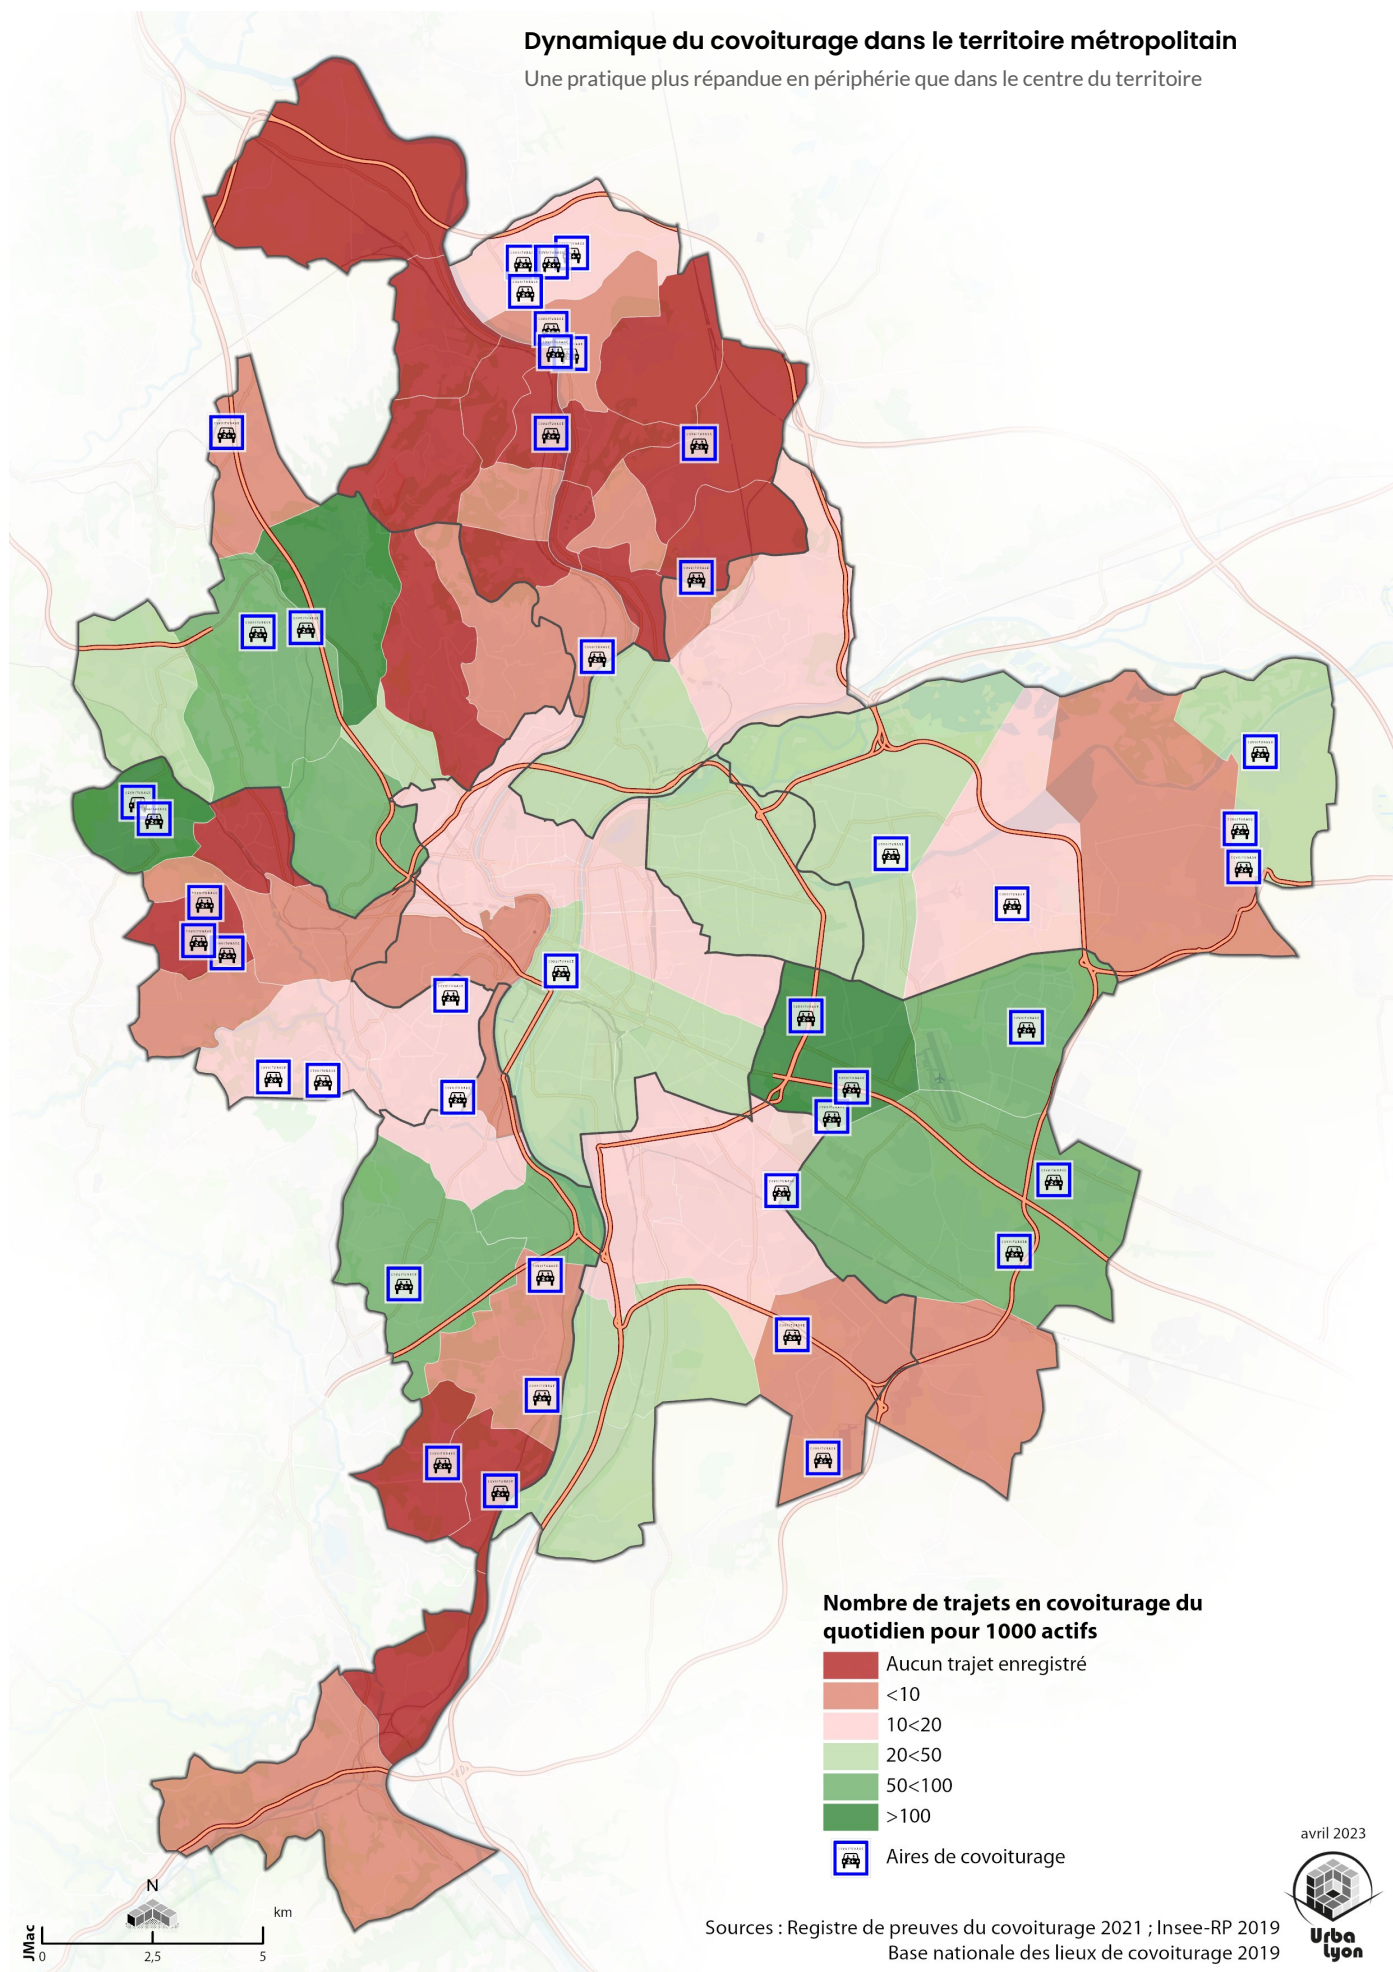 Dynamique du covoiturage dans le territoire métropolitain
Une pratique plus répandue en périphérie que dans le centre du territoire
Nombre de trajets en covoiturage du
quotidien pour 1000 actifs
Aucun trajet enregistré
<10
10<20
20<50
50<100
>100
Aires de covoiturage
avril 2023
N
km
JMac
0
2,5
5
Sources : Registre de preuves du covoiturage 2021 ; Insee-RP 2019
Base nationale des lieux de covoiturage 2019
Urba
Lyon